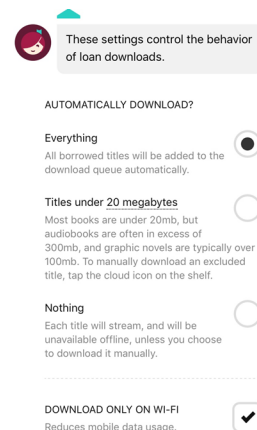 These settings control the behavior
of loan downloads.
AUTOMATICALLY DOWNLOAD?
Everything
All borrowed titles will be added to the
download queue automatically.
Titles under 20 megabytes
Most books are under 20mb, but
audiobooks are often in excess of
300mb, and graphic novels are typically over
100mb. To manually download an excluded
title, tap the cloud icon on the shelf.
Nothing
Each title will stream, and will be
unavailable offline, unless you choose
to download it manually.
DOWNLOAD ONLY ON WI-FI
Reduces mobile data usage.